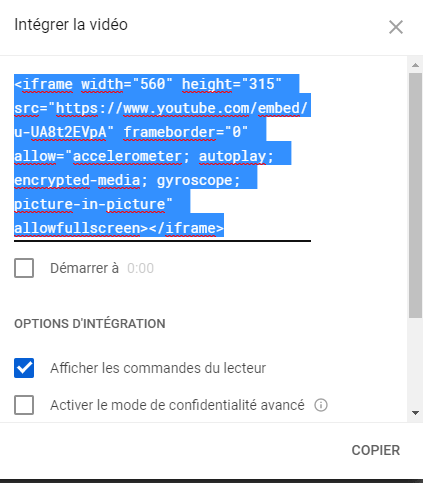 Intégrer la vidéo
<iframe width="560" height="315"
src="https://www.youtube.com/embed/
u-UA8t2EVpA" frameborder="0"
allow="accelerometer; autoplay;
encrypted-media; gyroscope;
picture-in-picture"
allowfullscreen></iframe>
Démarrer à 0:00
OPTIONS D'INTÉGRATION
Afficher les commandes du lecteur
Activer le mode de confidentialité avancé
COPIER